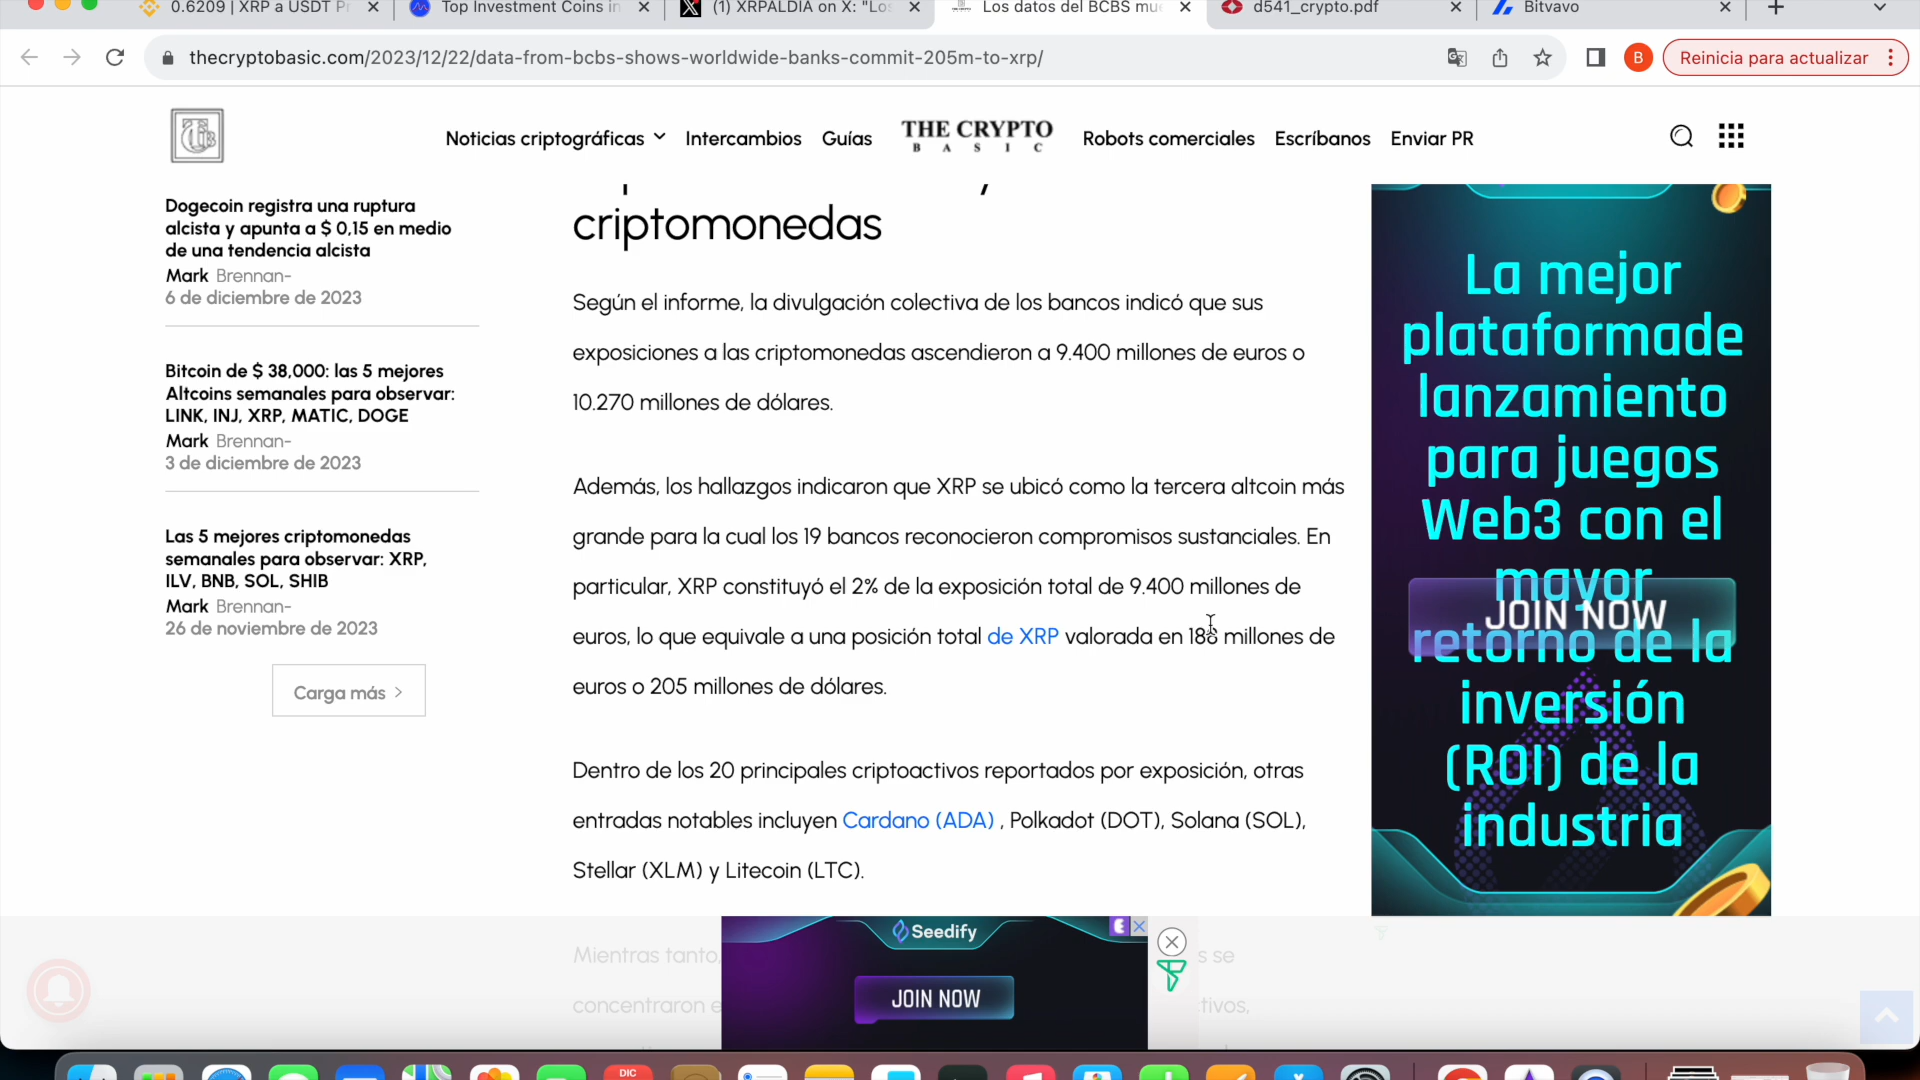 0.6209 | XRP a USDT Pr
Top Investment Coins in
(1) XRPALDIA on X: "Los
Los datos del BCBS mue
d541_crypto.pdf
Bitvavo
thecryptobasic.com/2023/12/22/data-from-bcbs-shows-worldwide-banks-commit-205m-to-xrp/
B
Reinicia para actualizar
Noticias criptográficas
Intercambios
Guías
THE CRYPTO
BASIC
Robots comerciales
Escríbanos
Enviar PR
Dogecoin registra una ruptura
alcista y apunta a $ 0,15 en medio
de una tendencia alcista
Mark Brennan-
6 de diciembre de 2023
Bitcoin de $ 38,000: las 5 mejores
Altcoins semanales para observar:
LINK, INJ, XRP, MATIC, DOGE
Mark Brennan-
3 de diciembre de 2023
Las 5 mejores criptomonedas
semanales para observar: XRP,
ILV, BNB, SOL, SHIB
Mark Brennan-
26 de noviembre de 2023
Carga más
criptomonedas
Según el informe, la divulgación colectiva de los bancos indicó que sus
exposiciones a las criptomonedas ascendieron a 9.400 millones de euros o
10.270 millones de dólares.
Además, los hallazgos indicaron que XRP se ubicó como la tercera altcoin más
grande para la cual los 19 bancos reconocieron compromisos sustanciales. En
particular, XRP constituyó el 2% de la exposición total de 9.400 millones de
euros, lo que equivale a una posición total de XRP valorada en 188 millones de
euros o 205 millones de dólares.
Dentro de los 20 principales criptoactivos reportados por exposición, otras
entradas notables incluyen Cardano (ADA) , Polkadot (DOT), Solana (SOL),
Stellar (XLM) y Litecoin (LTC).
Mientras tanto,
s se
concentraron e
tivos,
La mejor
plataformade
lanzamiento
para juegos
Web3 con el
mayor
JOIN NOW
retorno de la
inversión
(ROI) de la
industria
Seedify
JOIN NOW
DIC